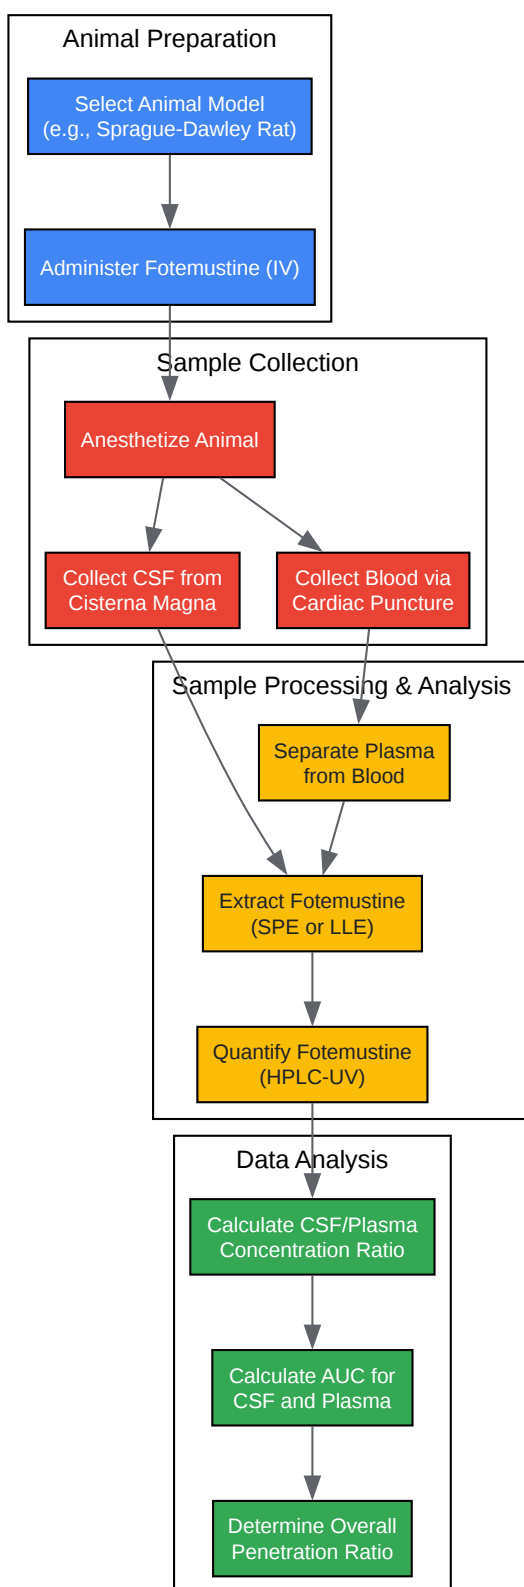 Animal Preparation
Select Animal Model
(e.g., Sprague-Dawley Rat)
Administer Fotemustine (IV)
Sample Collection
Anesthetize Animal
Collect CSF from
Cisterna Magna
Collect Blood via
Cardiac Puncture
Sample Processing & Analysis
Separate Plasma
from Blood
Extract Fotemustine
(SPE or LLE)
Quantify Fotemustine
(HPLC-UV)
Data Analysis
Calculate CSF/Plasma
Concentration Ratio
Calculate AUC for
CSF and Plasma
Determine Overall
Penetration Ratio